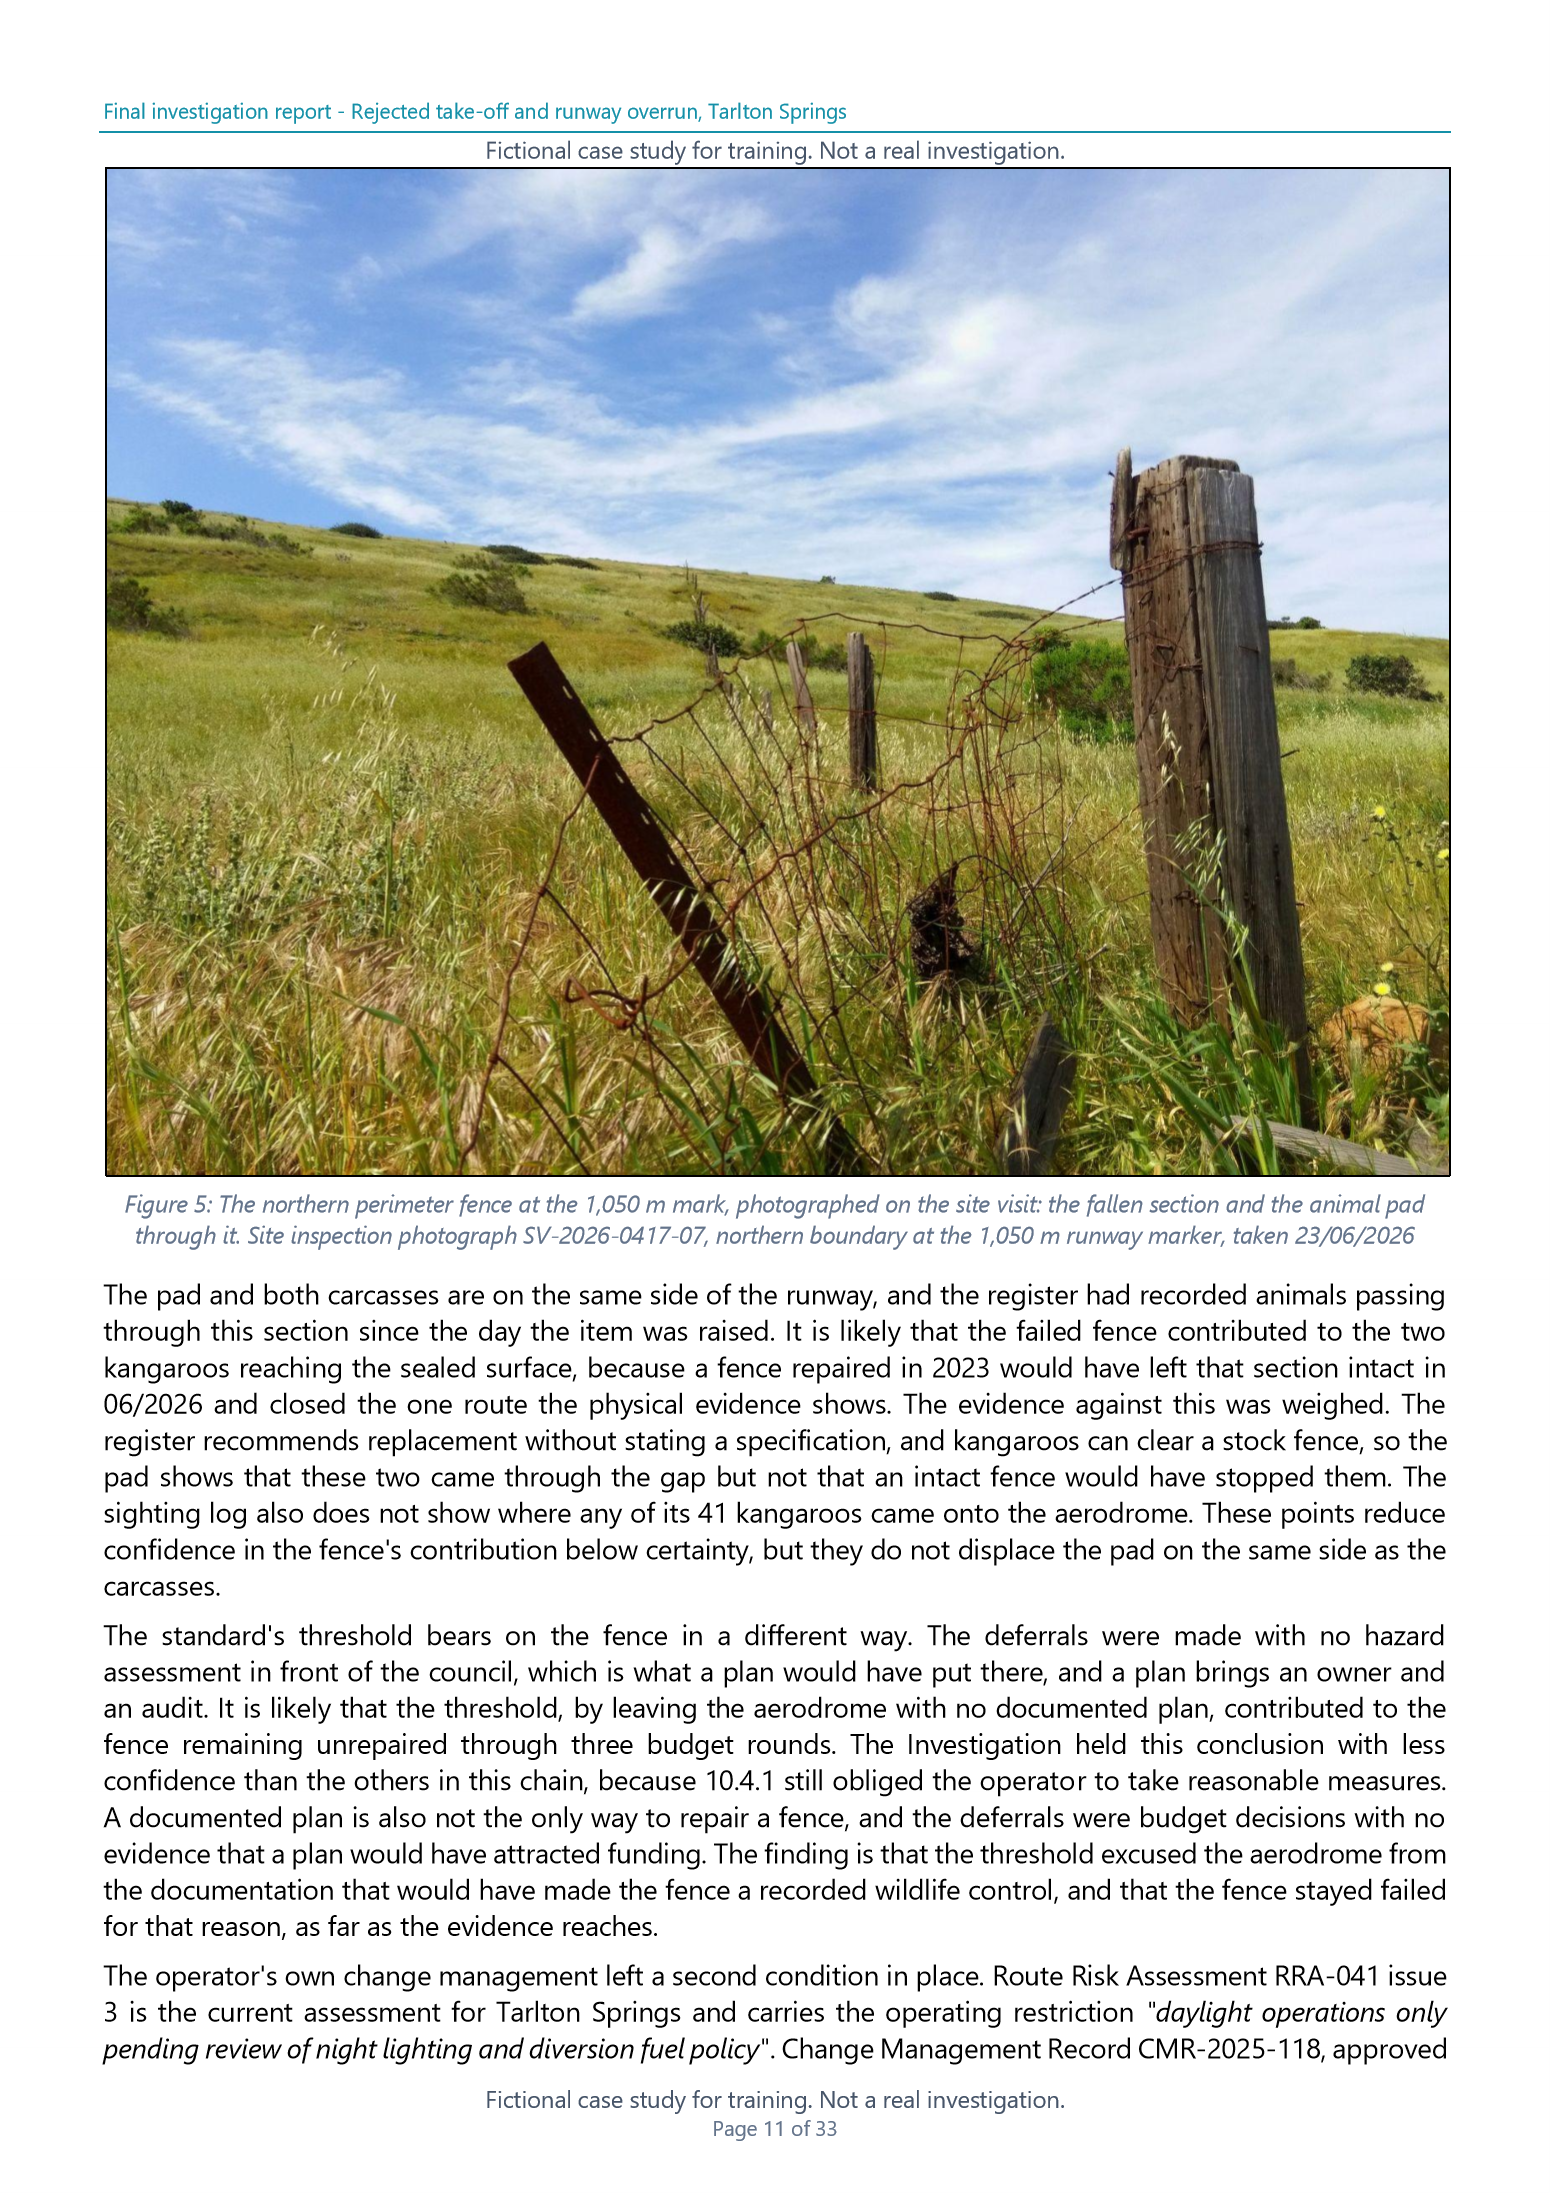 Final investigation report - Rejected take-off and runway overrun, Tarlton Springs
Fictional case study for training. Not a real investigation.
Figure 5: The northern perimeter fence at the 1,050 m mark, photographed on the site visit: the fallen section and the animal pad
through it. Site inspection photograph SV-2026-0417-07, northern boundary at the 1,050 m runway marker, taken 23/06/2026
The pad and both carcasses are on the same side of the runway, and the register had recorded animals passing
through this section since the day the item was raised. It is likely that the failed fence contributed to the two
kangaroos reaching the sealed surface, because a fence repaired in 2023 would have left that section intact in
06/2026 and closed the one route the physical evidence shows. The evidence against this was weighed. The
register recommends replacement without stating a specification, and kangaroos can clear a stock fence, so the
pad shows that these two came through the gap but not that an intact fence would have stopped them. The
sighting log also does not show where any of its 41 kangaroos came onto the aerodrome. These points reduce
confidence in the fence's contribution below certainty, but they do not displace the pad on the same side as the
carcasses.
The standard's threshold bears on the fence in a different way. The deferrals were made with no hazard
assessment in front of the council, which is what a plan would have put there, and a plan brings an owner and
an audit. It is likely that the threshold, by leaving the aerodrome with no documented plan, contributed to the
fence remaining unrepaired through three budget rounds. The Investigation held this conclusion with less
confidence than the others in this chain, because 10.4.1 still obliged the operator to take reasonable measures.
A documented plan is also not the only way to repair a fence, and the deferrals were budget decisions with no
evidence that a plan would have attracted funding. The finding is that the threshold excused the aerodrome from
the documentation that would have made the fence a recorded wildlife control, and that the fence stayed failed
for that reason, as far as the evidence reaches.
The operator's own change management left a second condition in place. Route Risk Assessment RRA-041 issue
3 is the current assessment for Tarlton Springs and carries the operating restriction "daylight operations only
pending review of night lighting and diversion fuel policy". Change Management Record CMR-2025-118, approved
Fictional case study for training. Not a real investigation.
Page 11 of 33